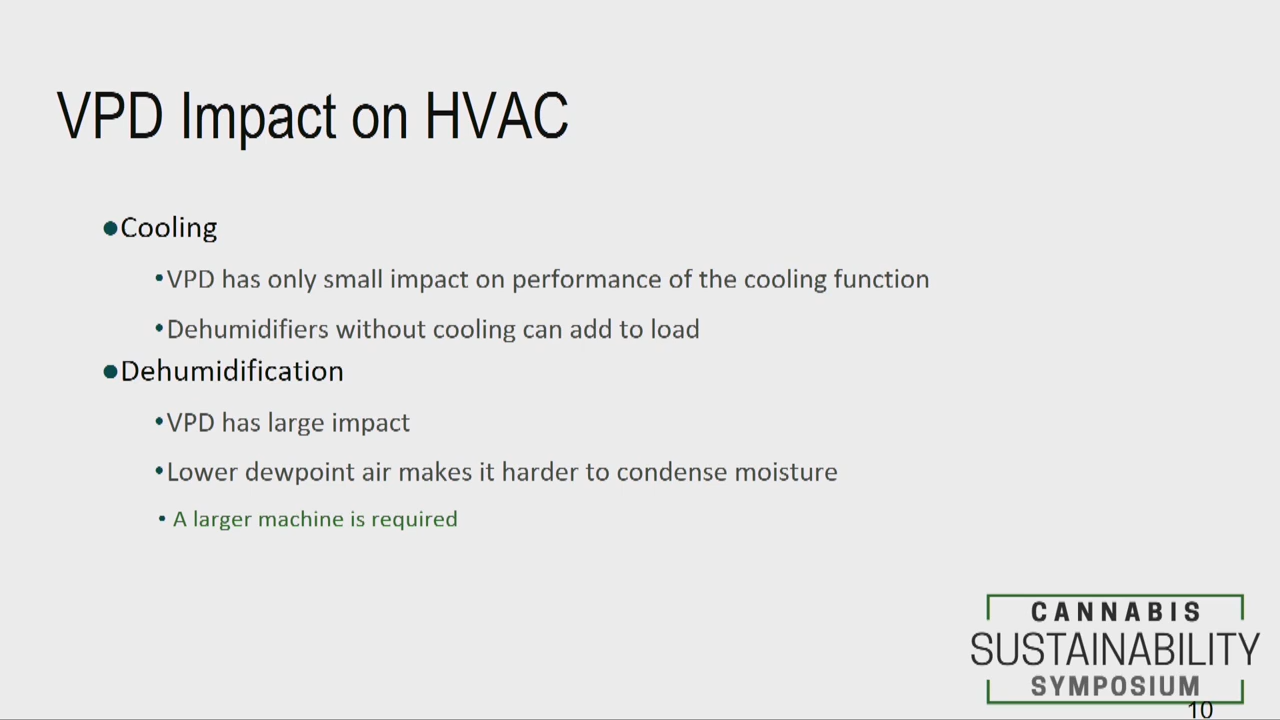 VPD Impact on HVAC
●Cooling
•VPD has only small impact on performance of the cooling function
•Dehumidifiers without cooling can add to load
●Dehumidification
•VPD has large impact
•Lower dewpoint air makes it harder to condense moisture
• A larger machine is required
CANNABIS
SUSTAINABILITY
SYMPOSIUM
10